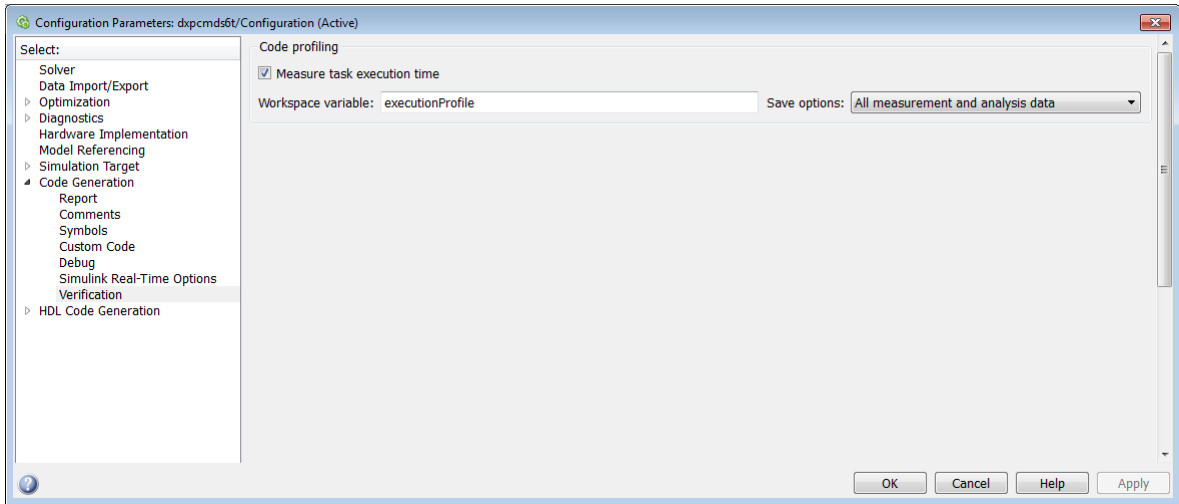 Configuration Parameters: dxpcmds6t/Configuration (Active)
Select:
Solver
Data Import/Export
Optimization
Diagnostics
Hardware Implementation
Model Referencing
Simulation Target
Code Generation
Report
Comments
Symbols
Custom Code
Debug
Simulink Real-Time Options
Verification
HDL Code Generation
Code profiling
Measure task execution time
Workspace variable: executionProfile Save options: All measurement and analysis data
OK Cancel Help Apply